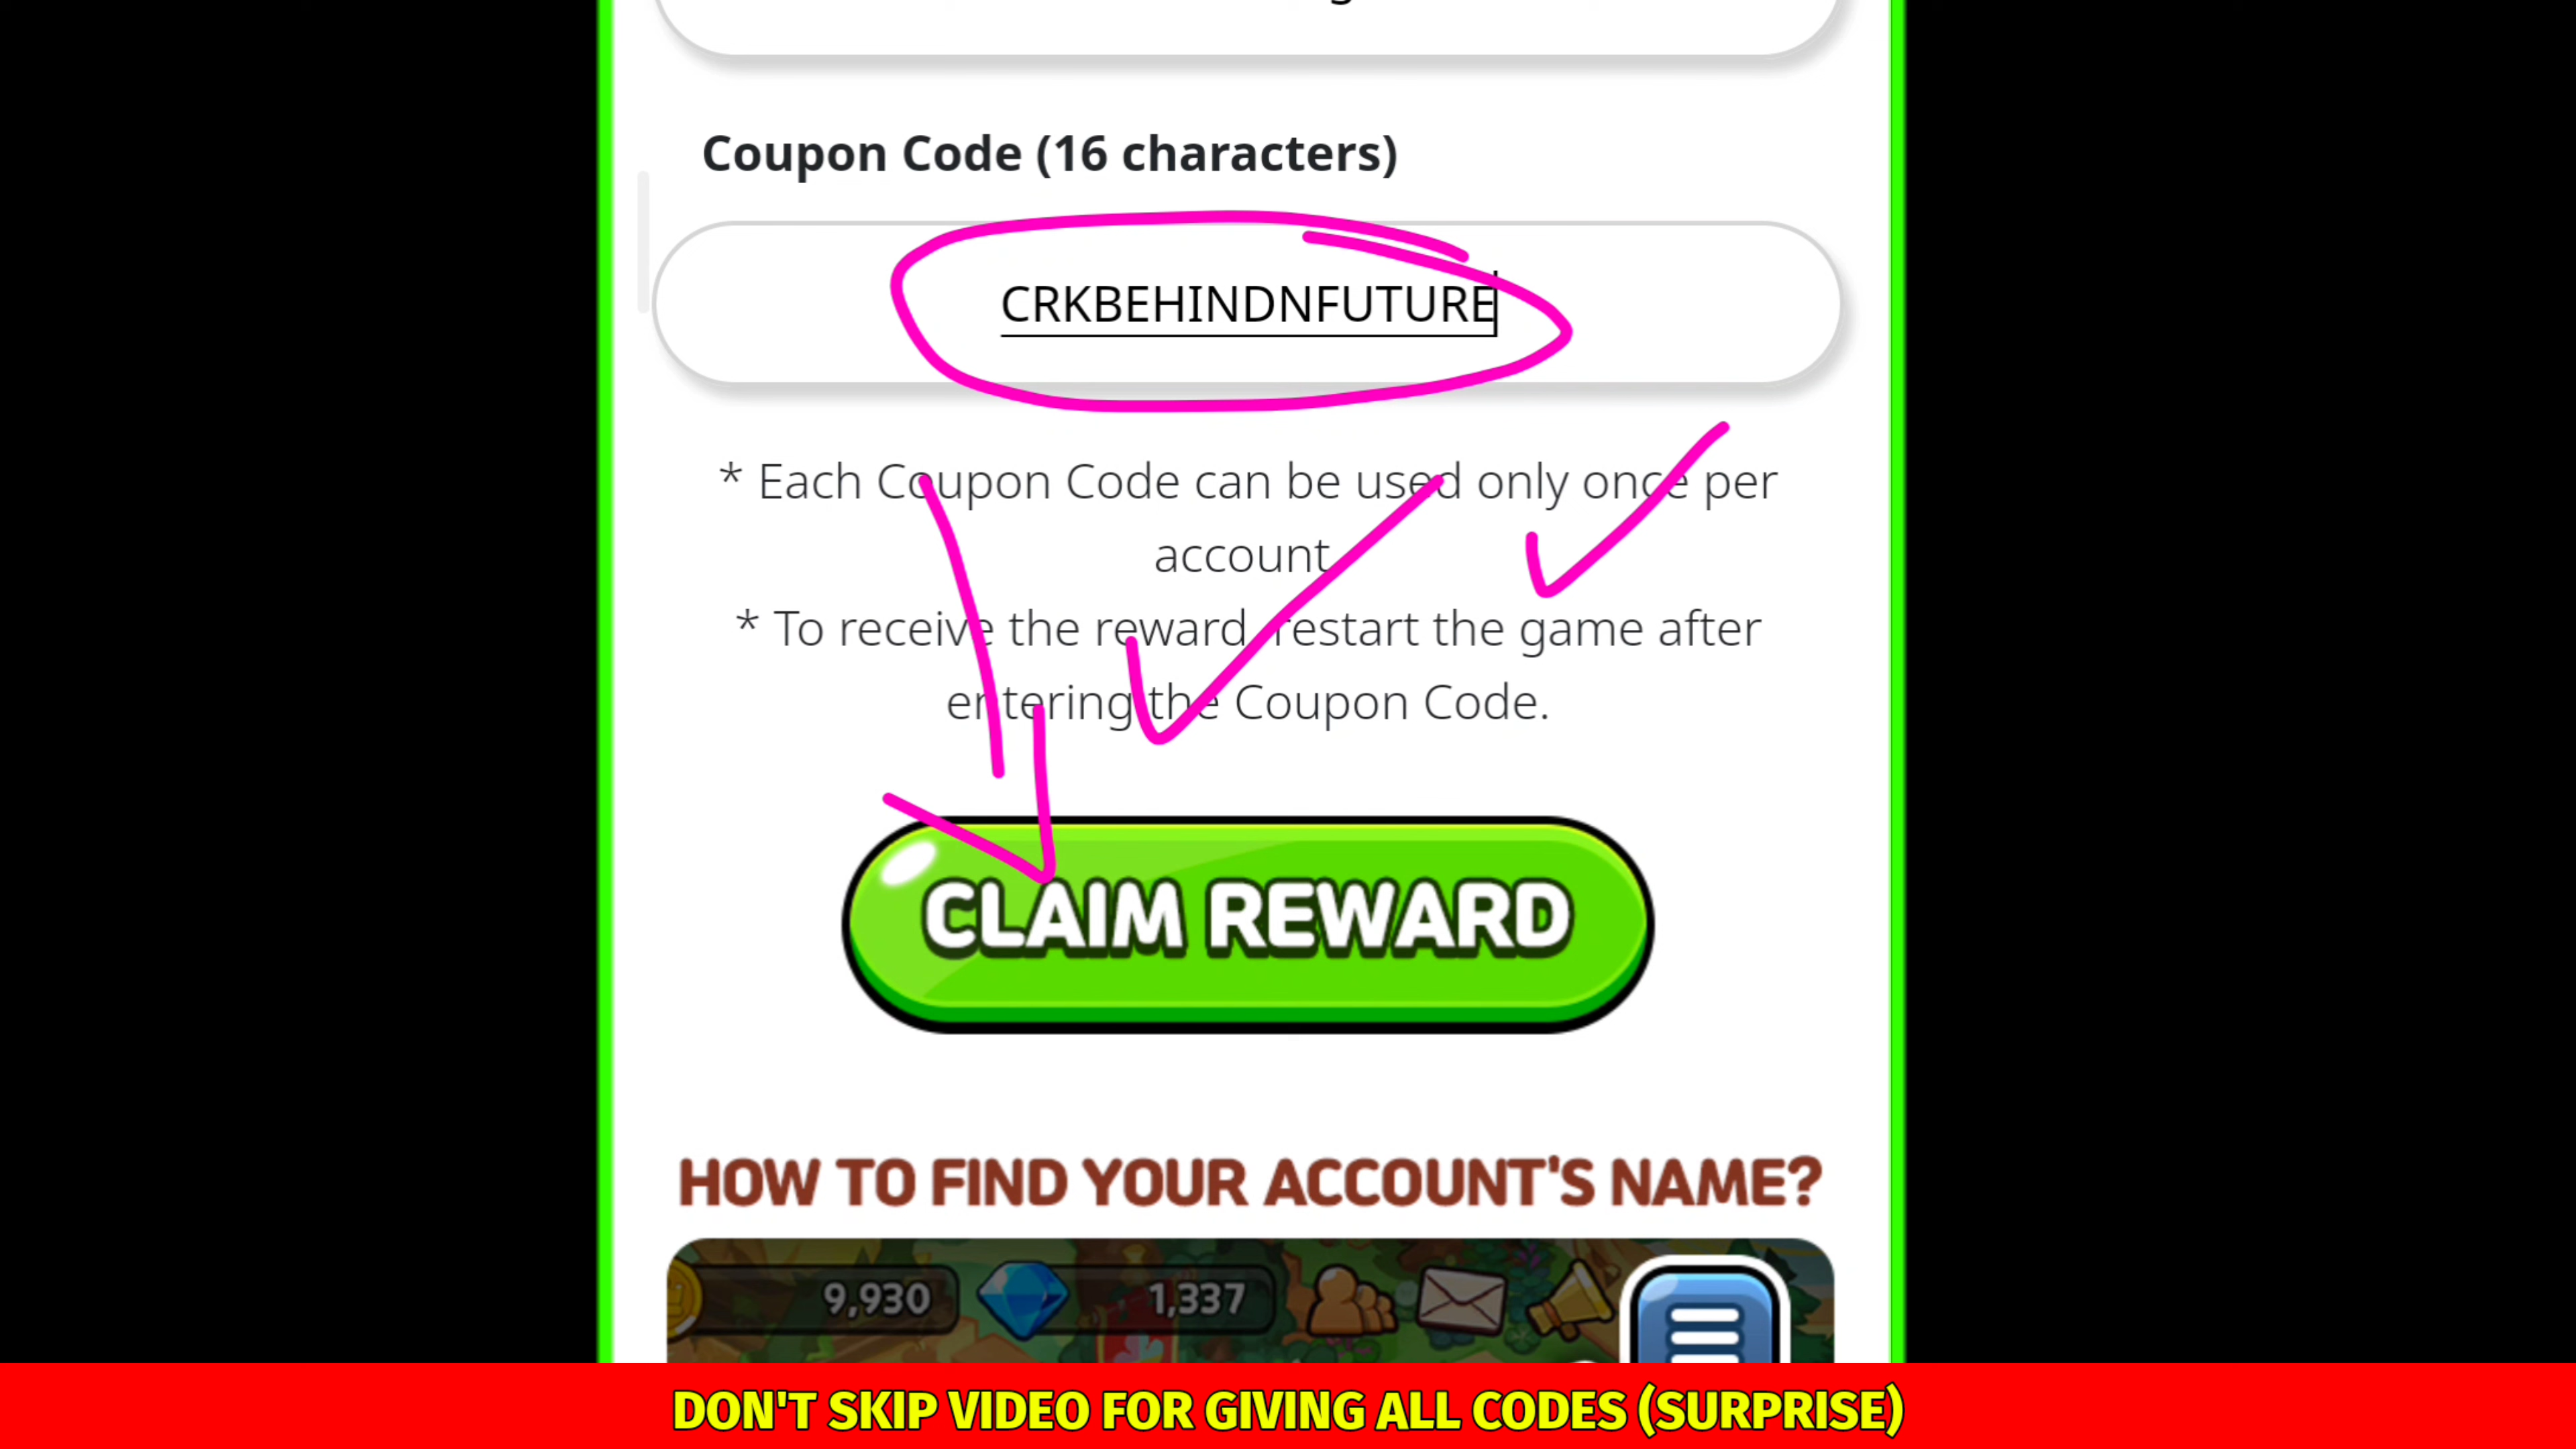 Coupon Code (16 characters)
CRKBEHINDNFUTURE
* Each Coupon Code can be used only once per
account
* To receive the reward, restart the game after
entering the Coupon Code.
CLAIM REWARD
HOW TO FIND YOUR ACCOUNT'S NAME?
9,930 1,337
DON'T SKIP VIDEO FOR GIVING ALL CODES (SURPRISE)